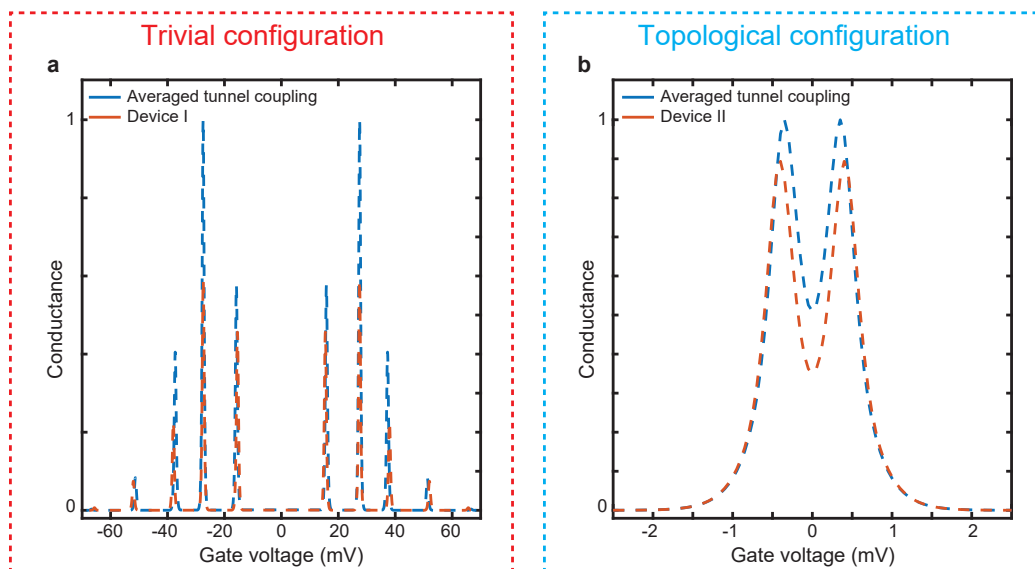 Trivial configuration
a
Averaged tunnel coupling
Device I
1
0
Conductance
-60 -40 -20 0 20 40 60
Gate voltage (mV)
Topological configuration
b
Averaged tunnel coupling
Device II
1
0
Conductance
-2 -1 0 1 2
Gate voltage (mV)